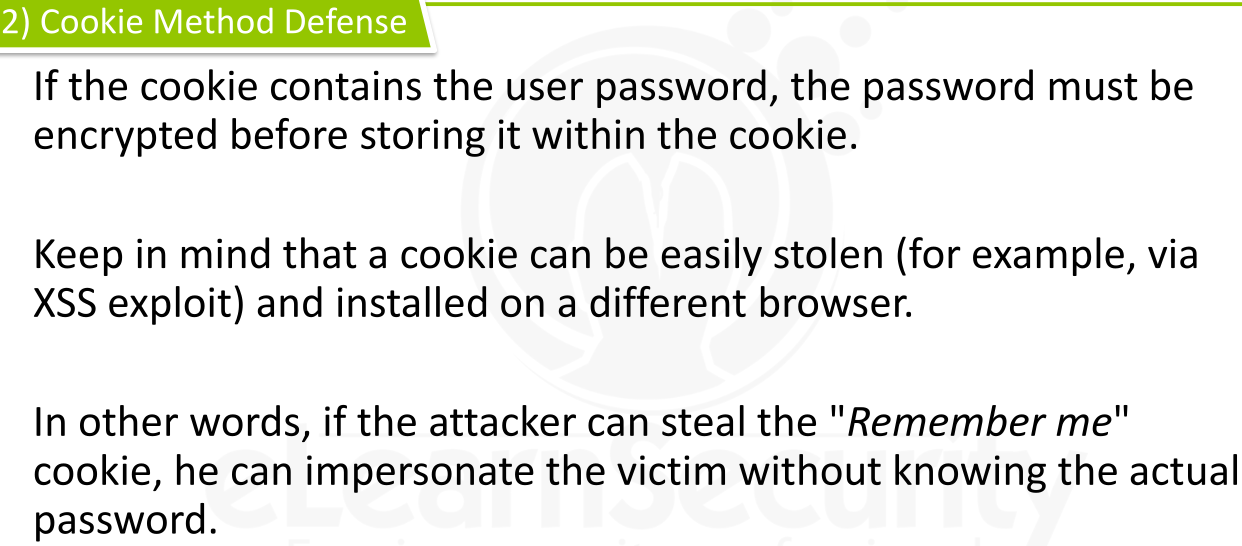 2) Cookie Method Defense
If the cookie contains the user password, the password must be
encrypted before storing it within the cookie.
Keep in mind that a cookie can be easily stolen (for example, via
XSS exploit) and installed on a different browser.
In other words, if the attacker can steal the "Remember me"
cookie, he can impersonate the victim without knowing the actual
password.
eLearnSecurity